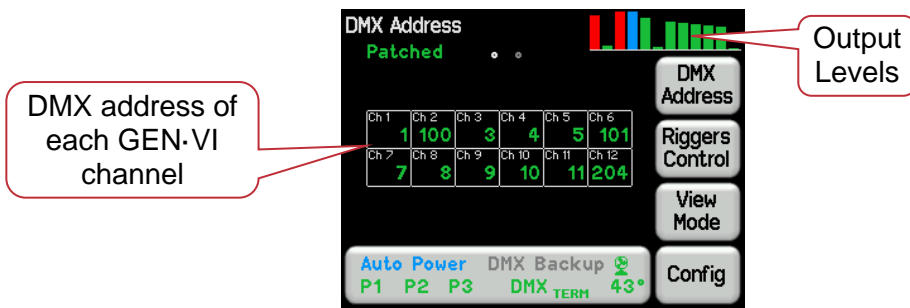 DMX Address
Patched
Output
Levels
DMX
Address
DMX address of
each GEN·VI
channel
Ch 1 Ch 2 Ch 3 Ch 4 Ch 5 Ch 6
1 100 3 4 5 101
Ch 7 Ch 8 Ch 9 Ch 10 Ch 11 Ch 12
7 8 9 10 11 204
Riggers
Control
View
Mode
Auto Power DMX Backup
P1 P2 P3 DMX TERM 43°
Config